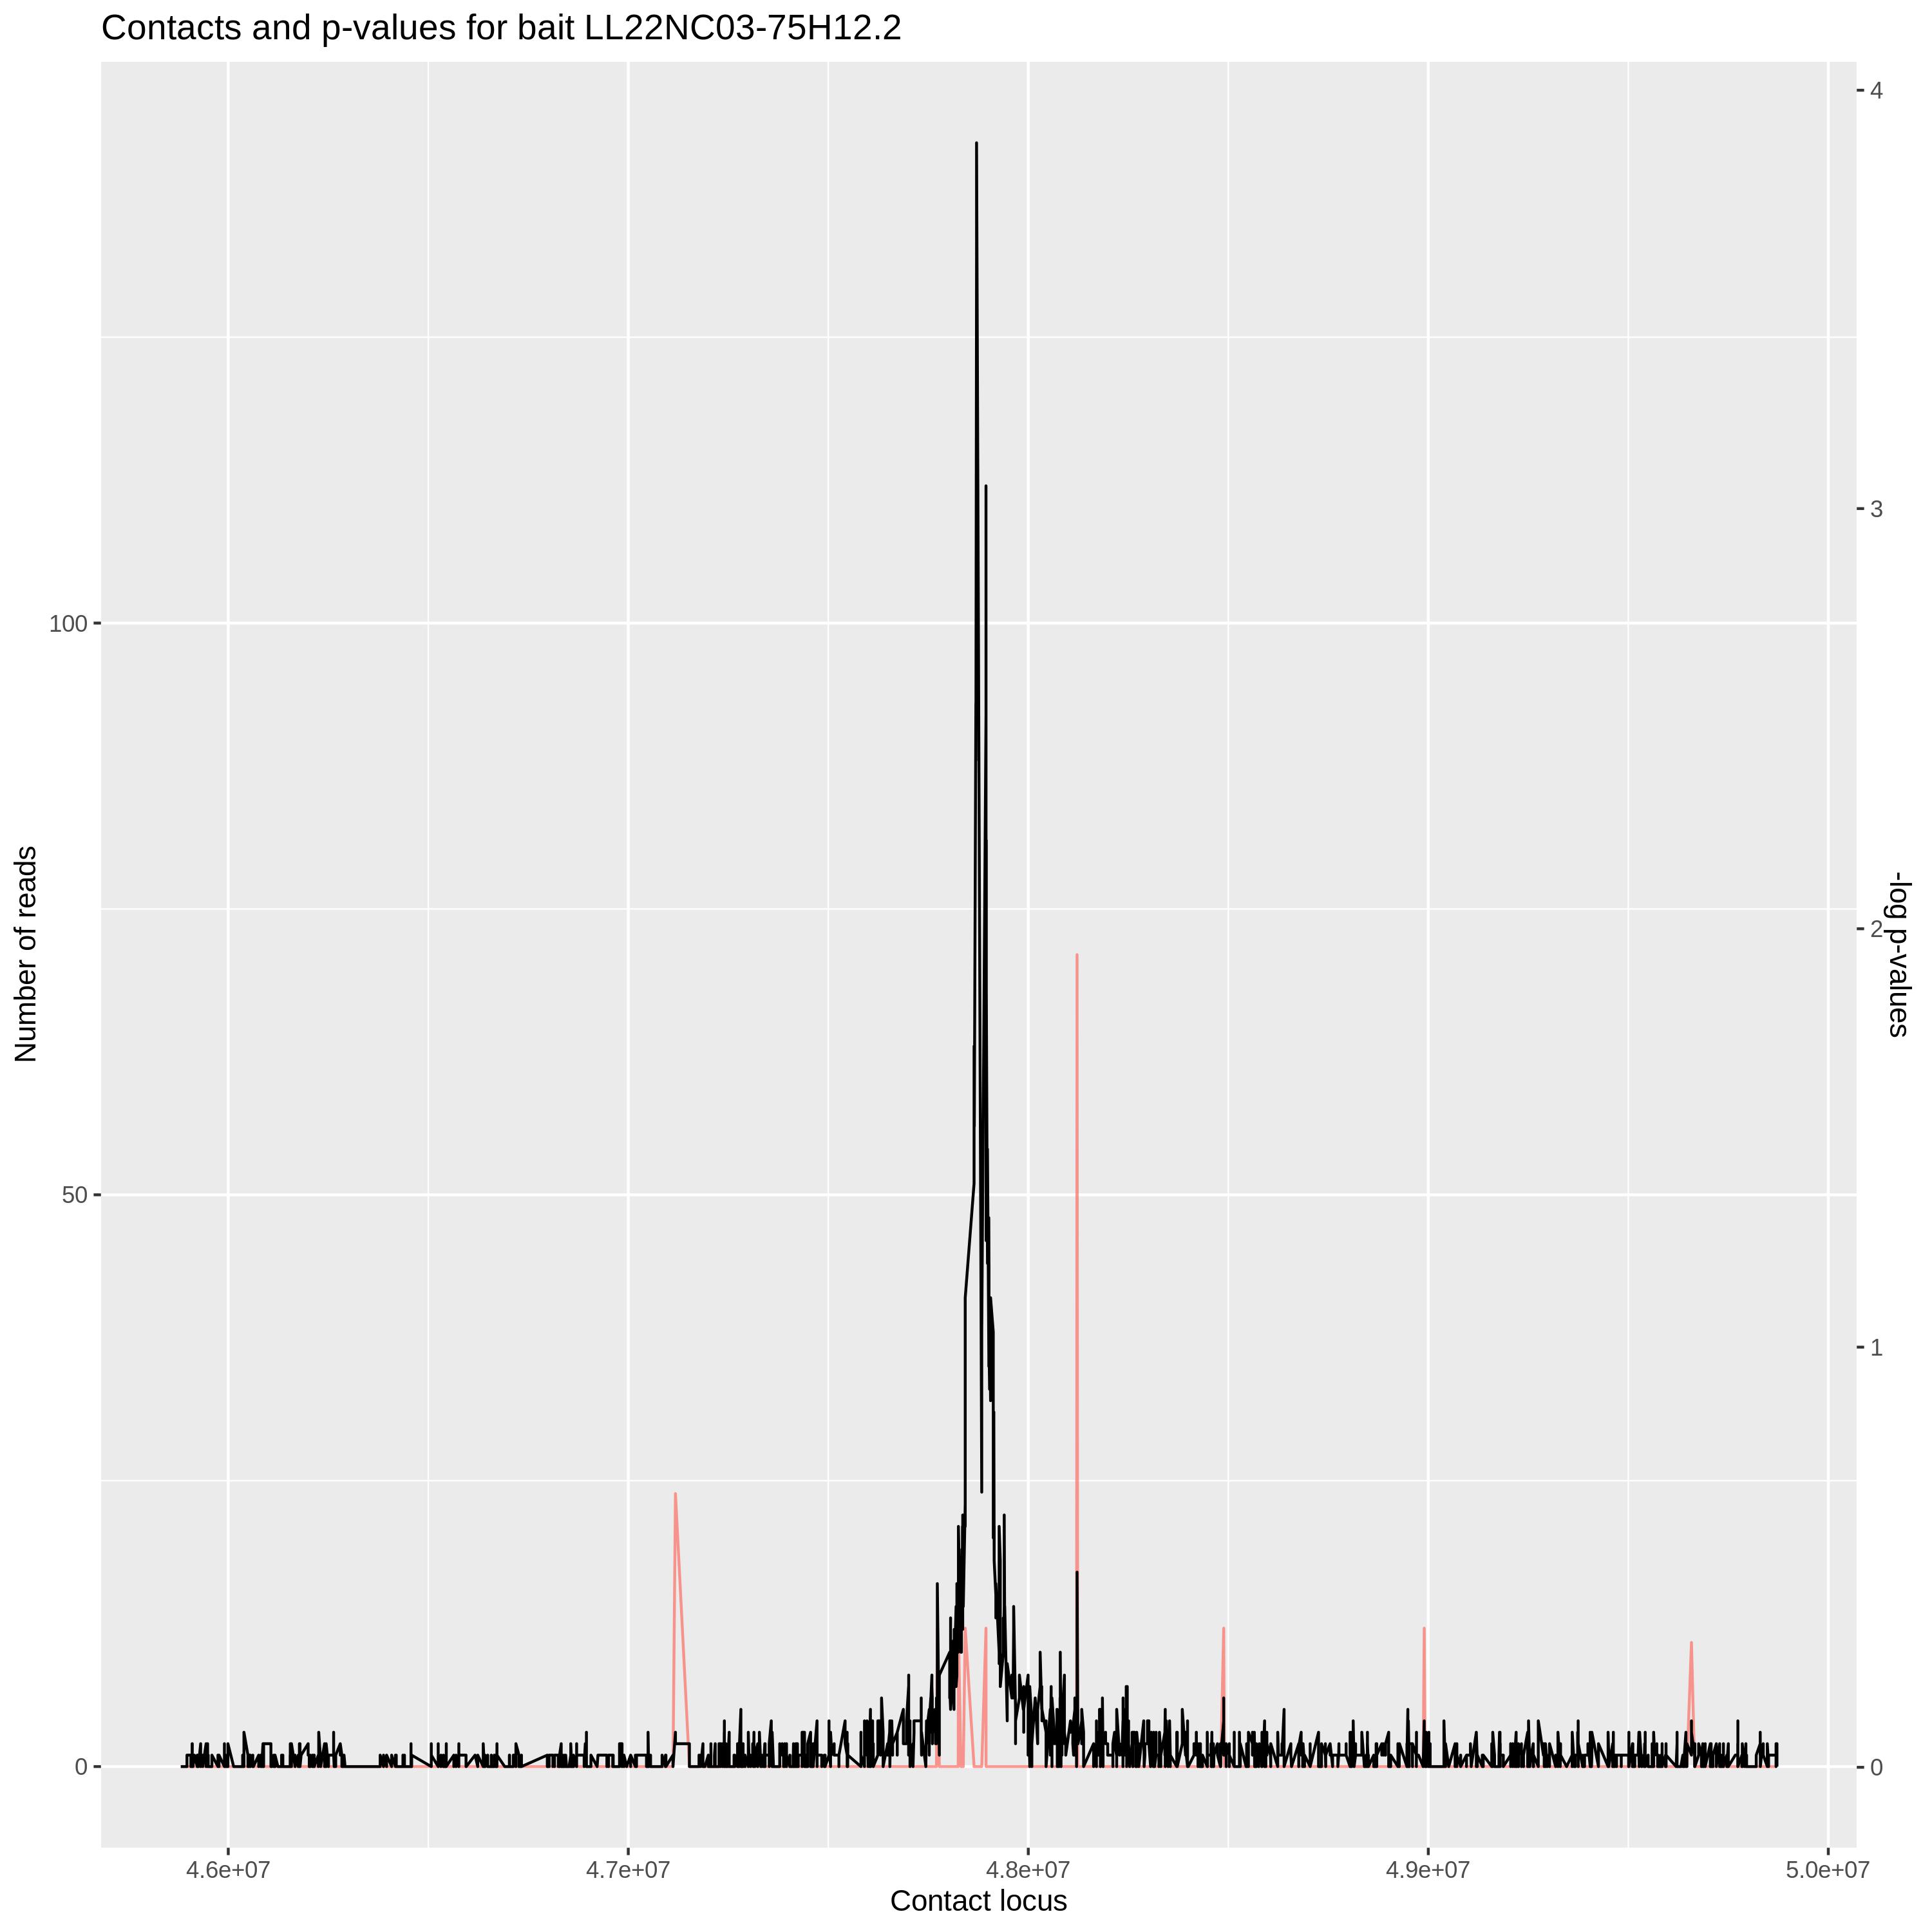 Contacts and p-values for bait LL22NC03-75H12.2
Number of reads
100
50
0
4
3
2
1
0
-log p-values
4.6e+07
4.7e+07
4.8e+07
4.9e+07
5.0e+07
Contact locus